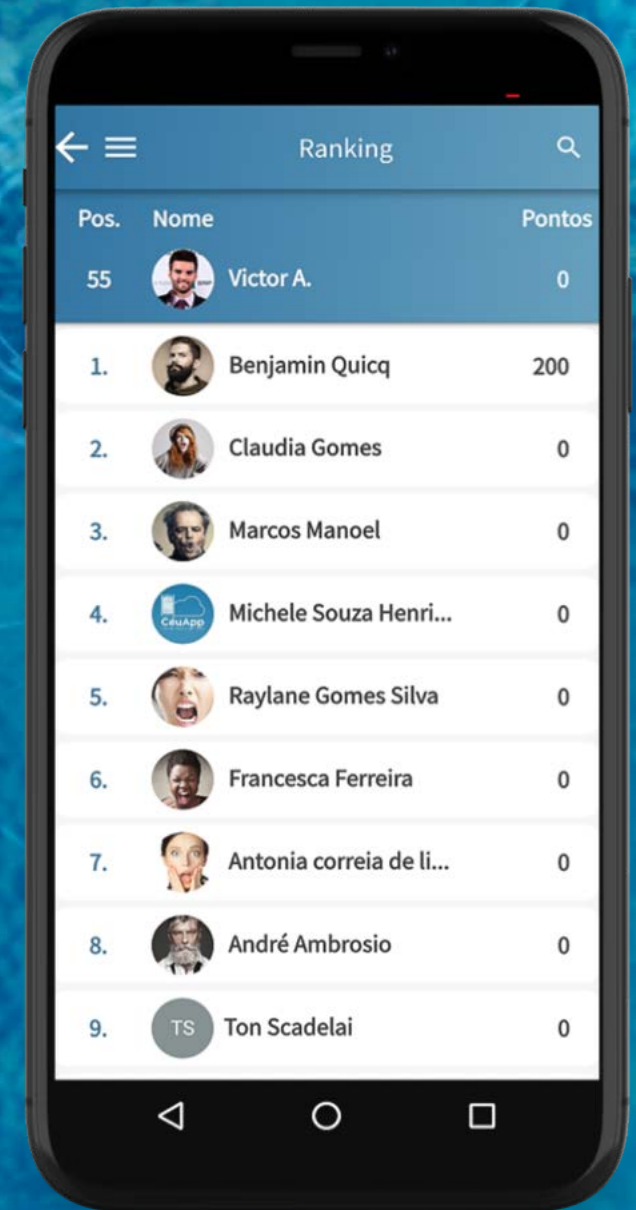 Ranking
Pos. Nome Pontos
55 Victor A. 0
1. Benjamin Quicq 200
2. Claudia Gomes 0
3. Marcos Manoel 0
4. CéuApp Michele Souza Henri... 0
5. Raylane Gomes Silva 0
6. Francesca Ferreira 0
7. Antonia correia de li... 0
8. André Ambrosio 0
9. TS Ton Scadelai 0